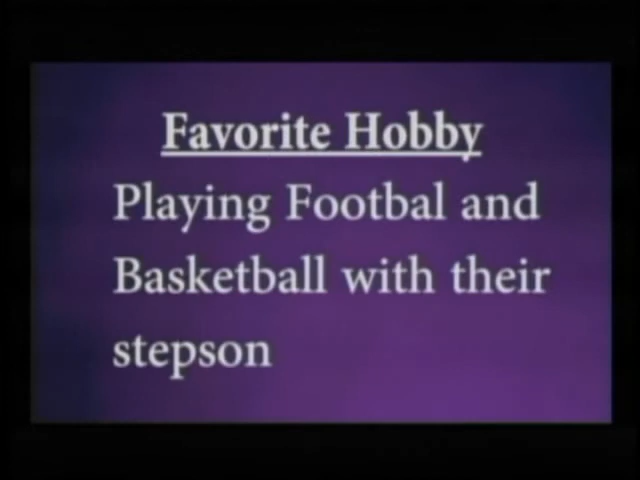 Favorite Hobby
Playing Footbal and
Basketball with their
stepson